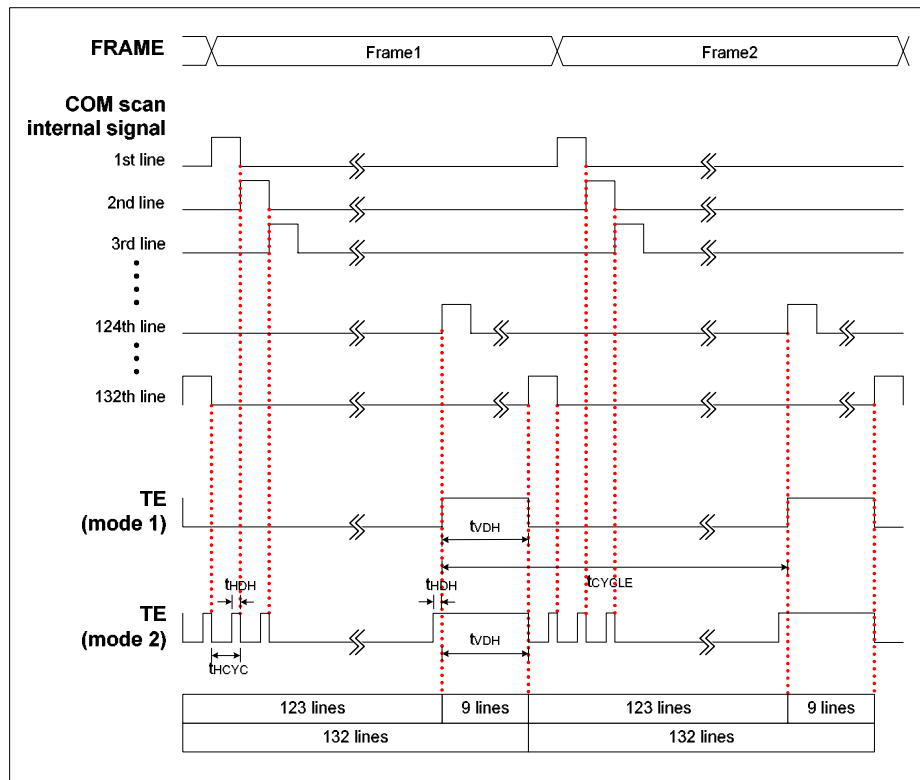 FRAME
Frame1
Frame2
COM scan
internal signal
1st line
2nd line
3rd line
124th line
132th line
TE
(mode 1)
tVDH
tCYCLE
tHDH
tHDH
TE
(mode 2)
tVDH
tHCYC
123 lines
9 lines
123 lines
9 lines
132 lines
132 lines